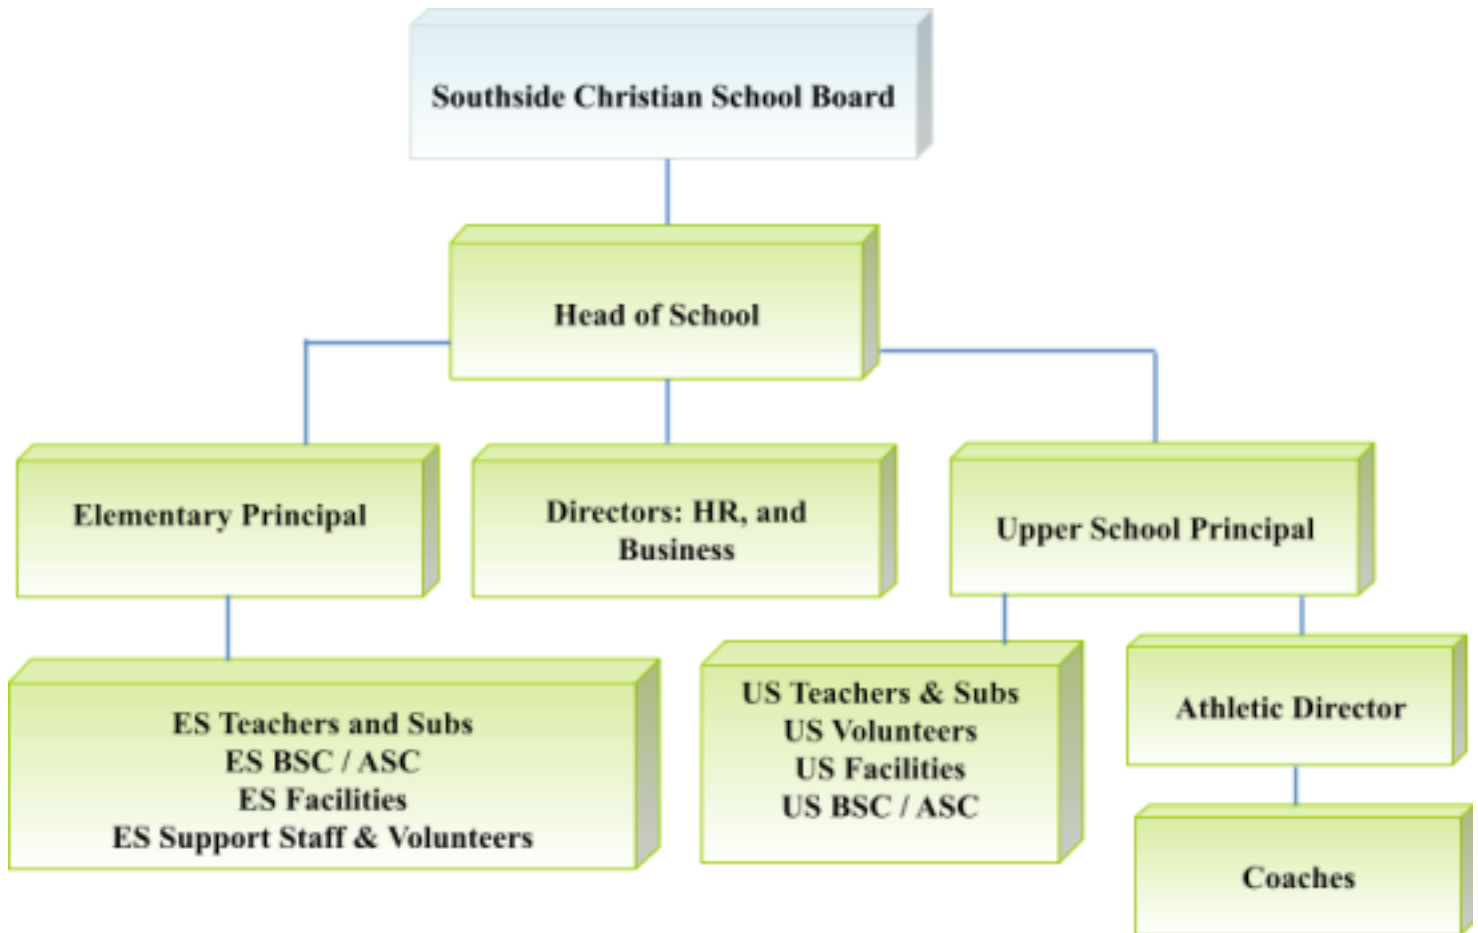 Southside Christian School Board
Head of School
Elementary Principal
Directors: HR, and
Business
Upper School Principal
ES Teachers and Subs
ES BSC / ASC
ES Facilities
ES Support Staff & Volunteers
US Teachers & Subs
US Volunteers
US Facilities
US BSC / ASC
Athletic Director
Coaches